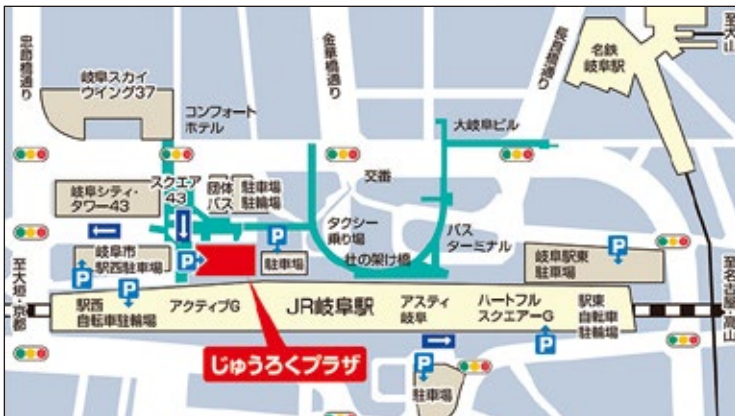 忠節橋通り
岐阜スカイ
ウイング37
コンフォート
ホテル
金華橋通り
長良橋通り
名鉄
岐阜駅
至犬山
大岐阜ビル
交番
岐阜シティ・
タワー43
スクエア
43
団体
バス
駐車場
駐輪場
タクシー
乗り場
バス
ターミナル
杜の架け橋
岐阜市
駅西駐車場
P
P
P
P
駐車場
P
岐阜駅東
駐車場
至大垣・京都
至名古屋・高山
駅西
自転車駐輪場
アクティブG
JR岐阜駅
アスティ
岐阜
ハートフル
スクエアーG
駅東
自転車
駐輪場
P
じゅうろくプラザ
P
駐車場